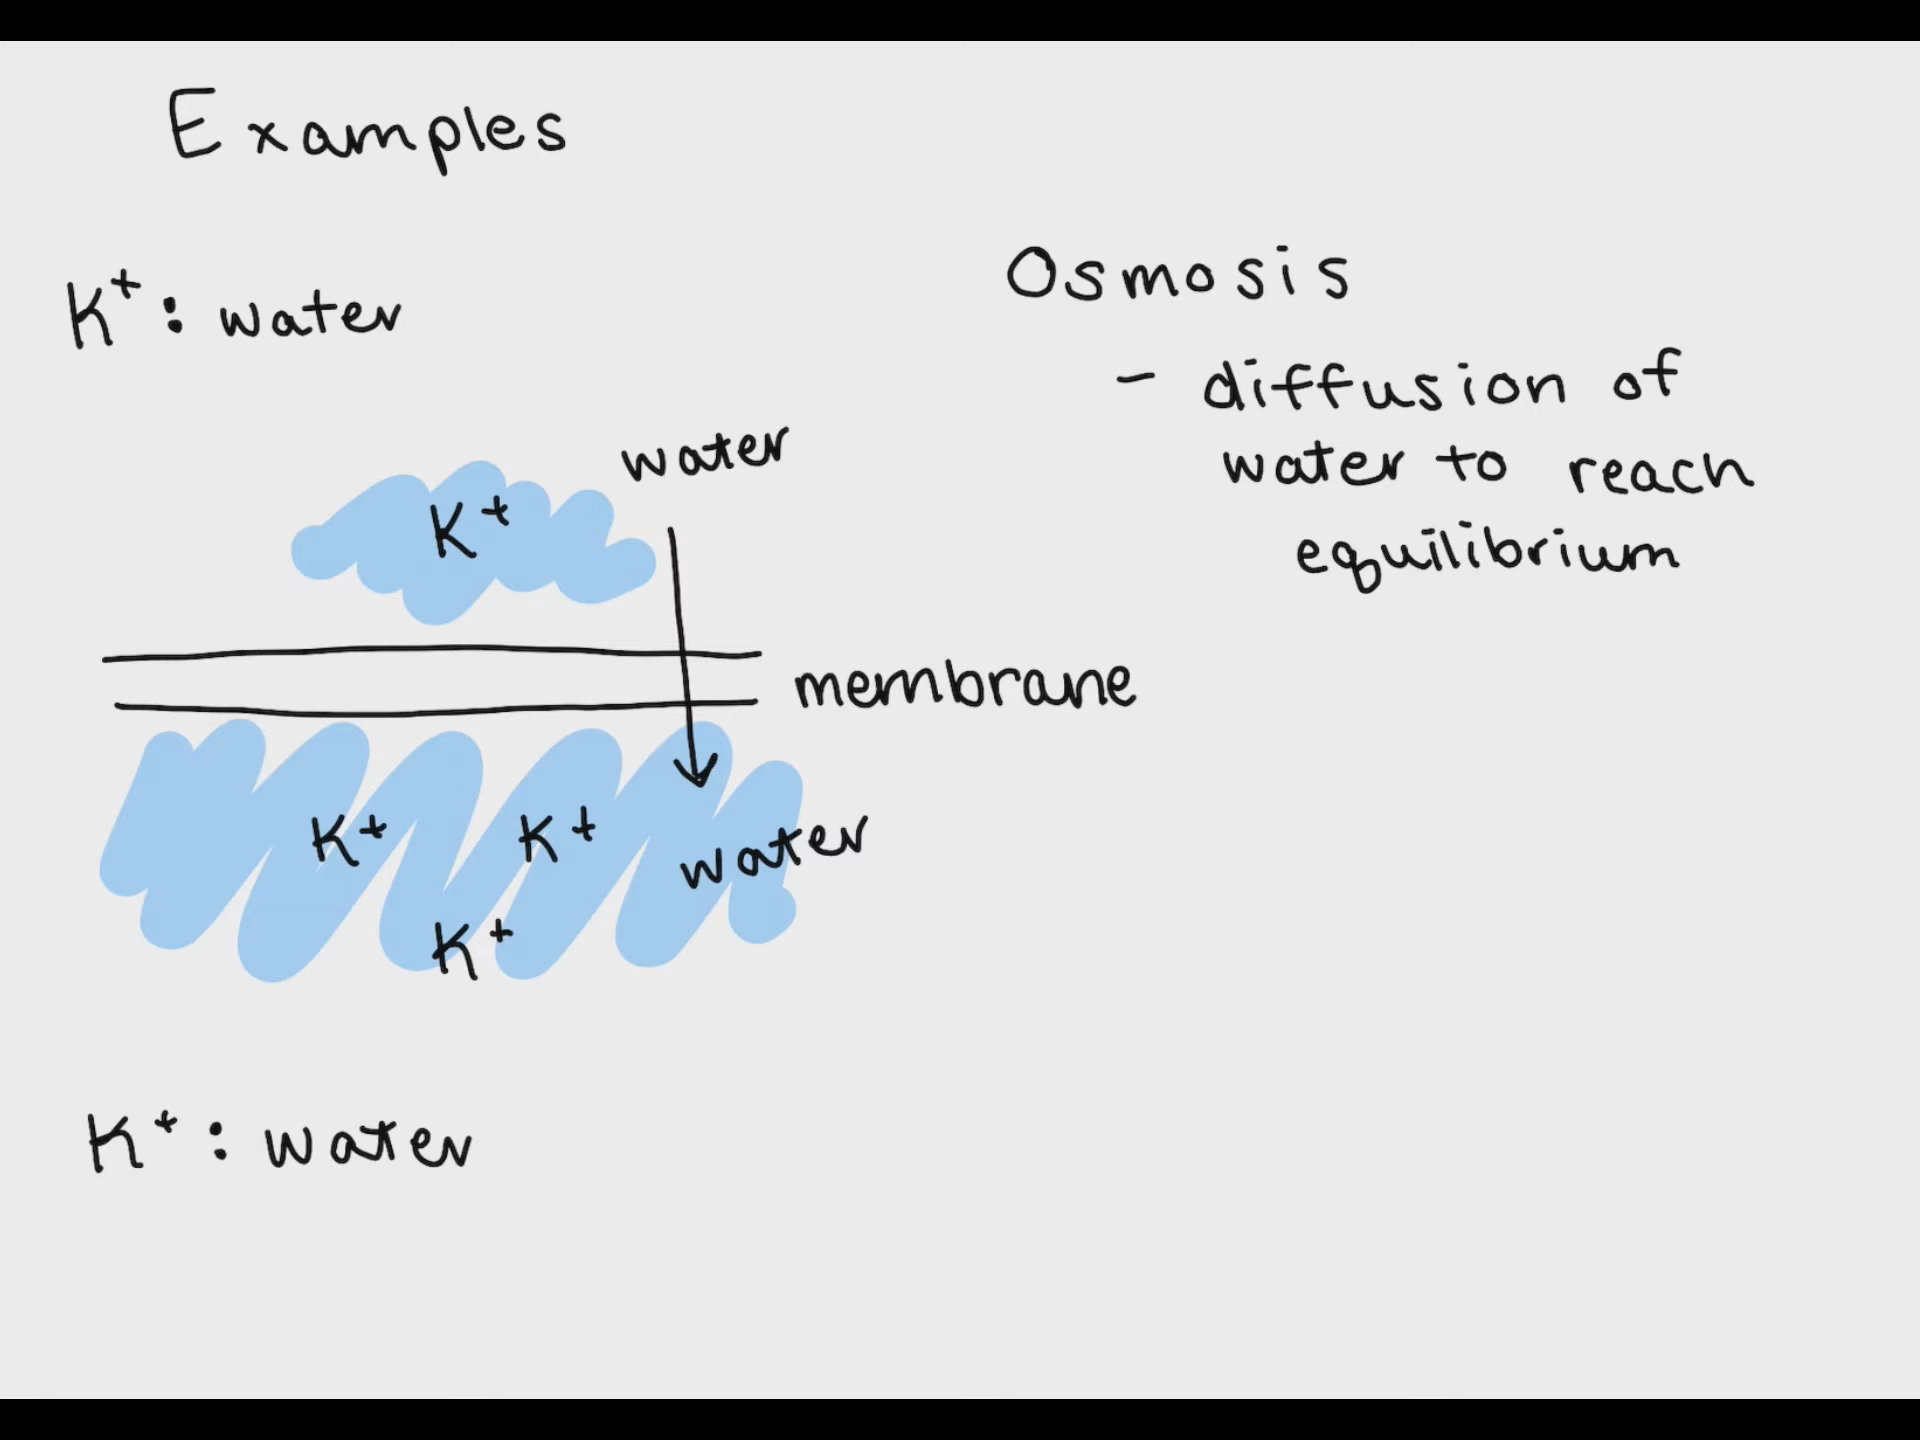 Examples
K+ : water
Osmosis
- diffusion of
water to reach
equilibrium
water
K+
membrane
K+ K+
water
K+
K+ : water